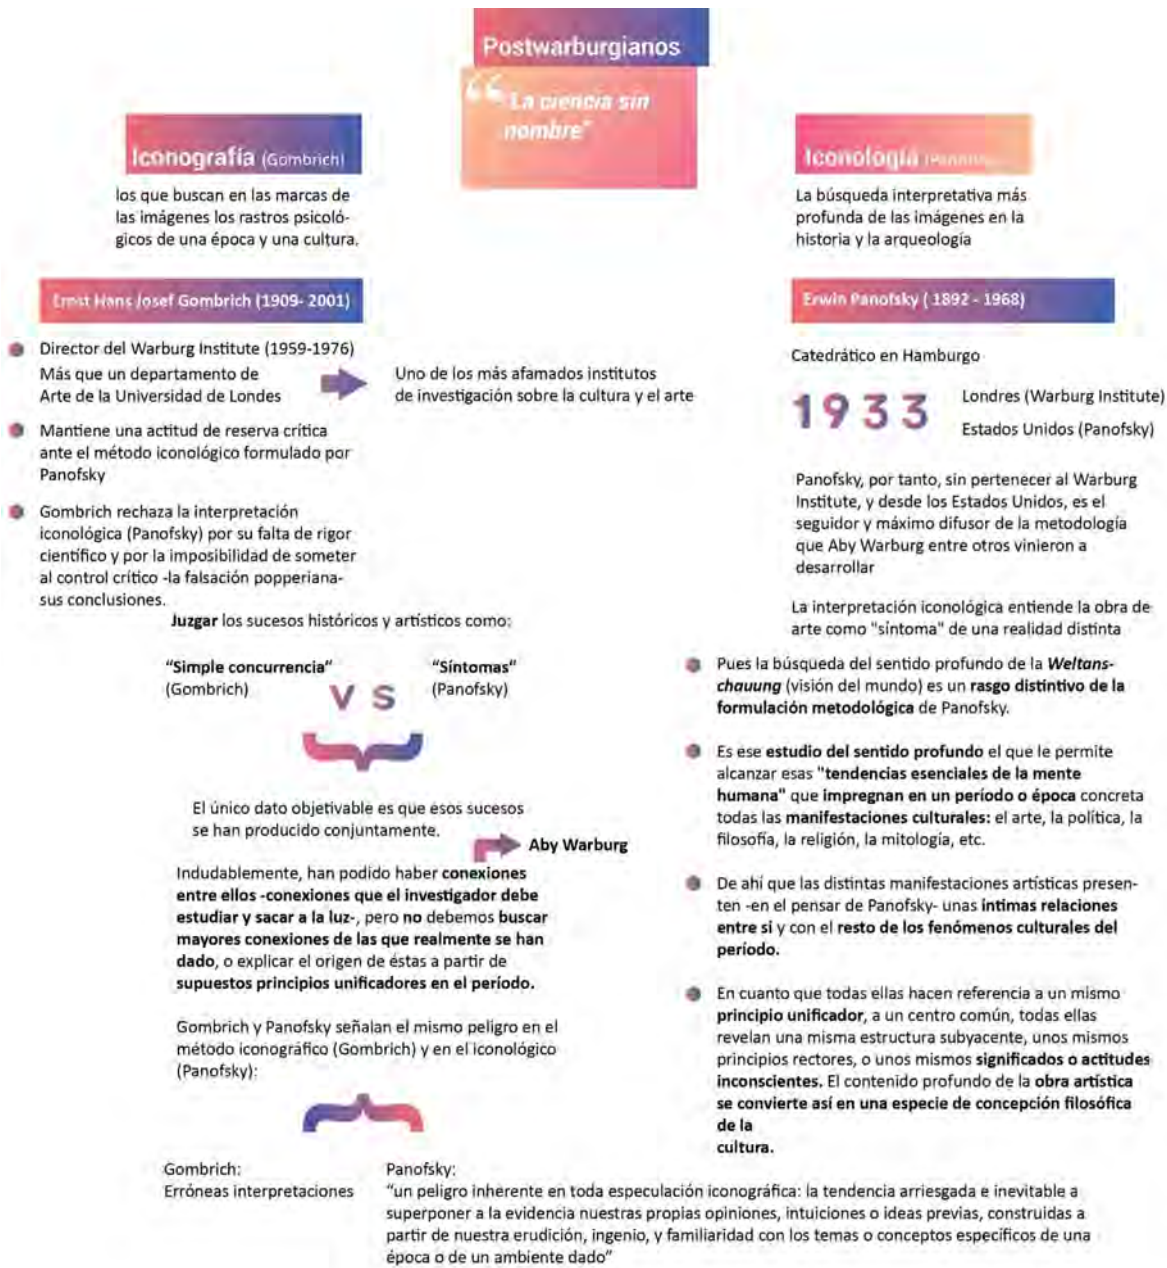 Postwarburgianos
“ La ciencia sin
nombre"
Iconografía (Gombrich)
los que buscan en las marcas de
las imágenes los rastros psicoló-
gicos de una época y una cultura.
Ernst Hans Josef Gombrich (1909- 2001)
Director del Warburg Institute (1959-1976)
Más que un departamento de
Arte de la Universidad de Londes
Uno de los más afamados institutos
de investigación sobre la cultura y el arte
Mantiene una actitud de reserva crítica
ante el método iconológico formulado por
Panofsky
Gombrich rechaza la interpretación
iconológica (Panofsky) por su falta de rigor
científico y por la imposibilidad de someter
al control crítico -la falsación popperiana-
sus conclusiones.
Juzgar los sucesos históricos y artísticos como:
“Simple concurrencia”
(Gombrich)
VS
“Síntomas“
(Panofsky)
El único dato objetivable es que esos sucesos
se han producido conjuntamente.
Aby Warburg
Indudablemente, han podido haber conexiones
entre ellos -conexiones que el investigador debe
estudiar y sacar a la luz-, pero no debemos buscar
mayores conexiones de las que realmente se han
dado, o explicar el origen de éstas a partir de
supuestos principios unificadores en el período.
Gombrich y Panofsky señalan el mismo peligro en el
método iconográfico (Gombrich) y en el iconológico
(Panofsky):
Gombrich:
Erróneas interpretaciones
Panofsky:
“un peligro inherente en toda especulación iconográfica: la tendencia arriesgada e inevitable a
superponer a la evidencia nuestras propias opiniones, intuiciones o ideas previas, construidas a
partir de nuestra erudición, ingenio, y familiaridad con los temas o conceptos específicos de una
época o de un ambiente dado”
Iconología
La búsqueda interpretativa más
profunda de las imágenes en la
historia y la arqueología
Erwin Panofsky ( 1892 - 1968)
Catedrático en Hamburgo
1933
Londres (Warburg Institute)
Estados Unidos (Panofsky)
Panofsky, por tanto, sin pertenecer al Warburg
Institute, y desde los Estados Unidos, es el
seguidor y máximo difusor de la metodología
que Aby Warburg entre otros vinieron a
desarrollar
La interpretación iconológica entiende la obra de
arte como "síntoma" de una realidad distinta
Pues la búsqueda del sentido profundo de la Weltans-
chauung (visión del mundo) es un rasgo distintivo de la
formulación metodológica de Panofsky.
Es ese estudio del sentido profundo el que le permite
alcanzar esas "tendencias esenciales de la mente
humana" que impregnan en un período o época concreta
todas las manifestaciones culturales: el arte, la política, la
filosofía, la religión, la mitología, etc.
De ahí que las distintas manifestaciones artísticas presen-
ten -en el pensar de Panofsky- unas intimas relaciones
entre si y con el resto de los fenómenos culturales del
período.
En cuanto que todas ellas hacen referencia a un mismo
principio unificador, a un centro común, todas ellas
revelan una misma estructura subyacente, unos mismos
principios rectores, o unos mismos significados o actitudes
inconscientes. El contenido profundo de la obra artística
se convierte así en una especie de concepción filosófica
de la
cultura.